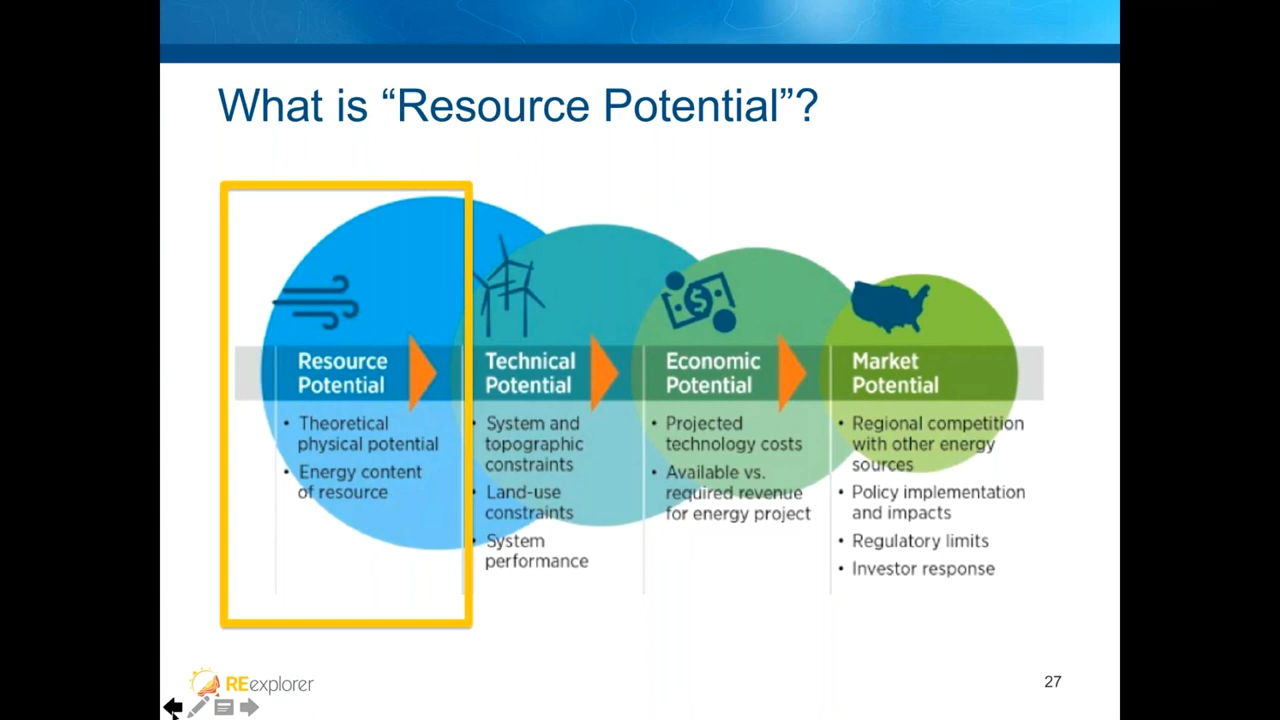 What is “Resource Potential”?
$
Resource
Potential
• Theoretical
physical potential
• Energy content
of resource
Technical
Potential
• System and
topographic
constraints
• Land-use
constraints
• System
performance
Economic
Potential
• Projected
technology costs
• Available vs.
required revenue
for energy project
Market
Potential
• Regional competition
with other energy
sources
• Policy implementation
and impacts
• Regulatory limits
• Investor response
REexplorer
27